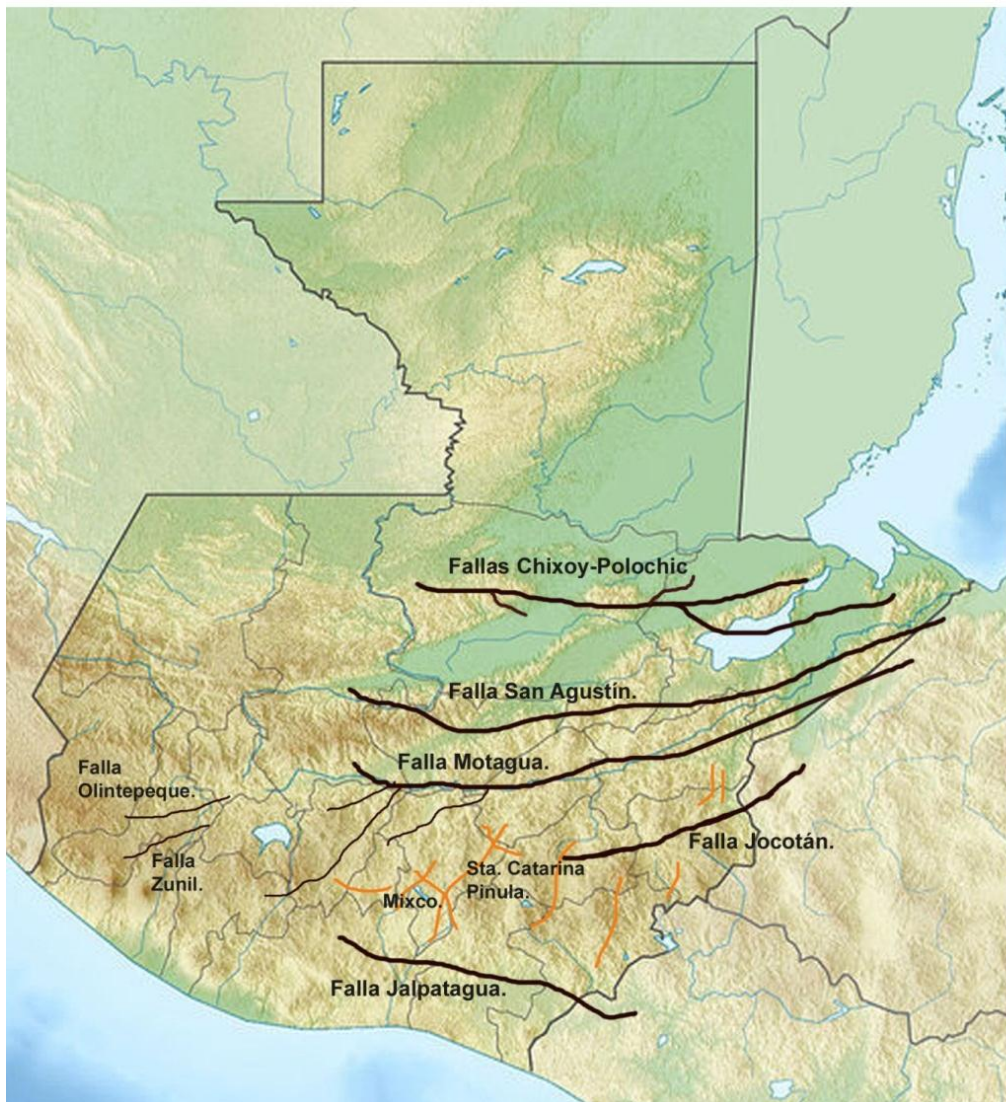 Fallas Chixoy-Polochic
Falla San Agustín.
Falla Motagua.
Falla
Olintepeque.
Falla
Zunil.
Falla Jocotán.
Sta. Catarina
Pinula.
Mixco.
Falla Jalpatagua.